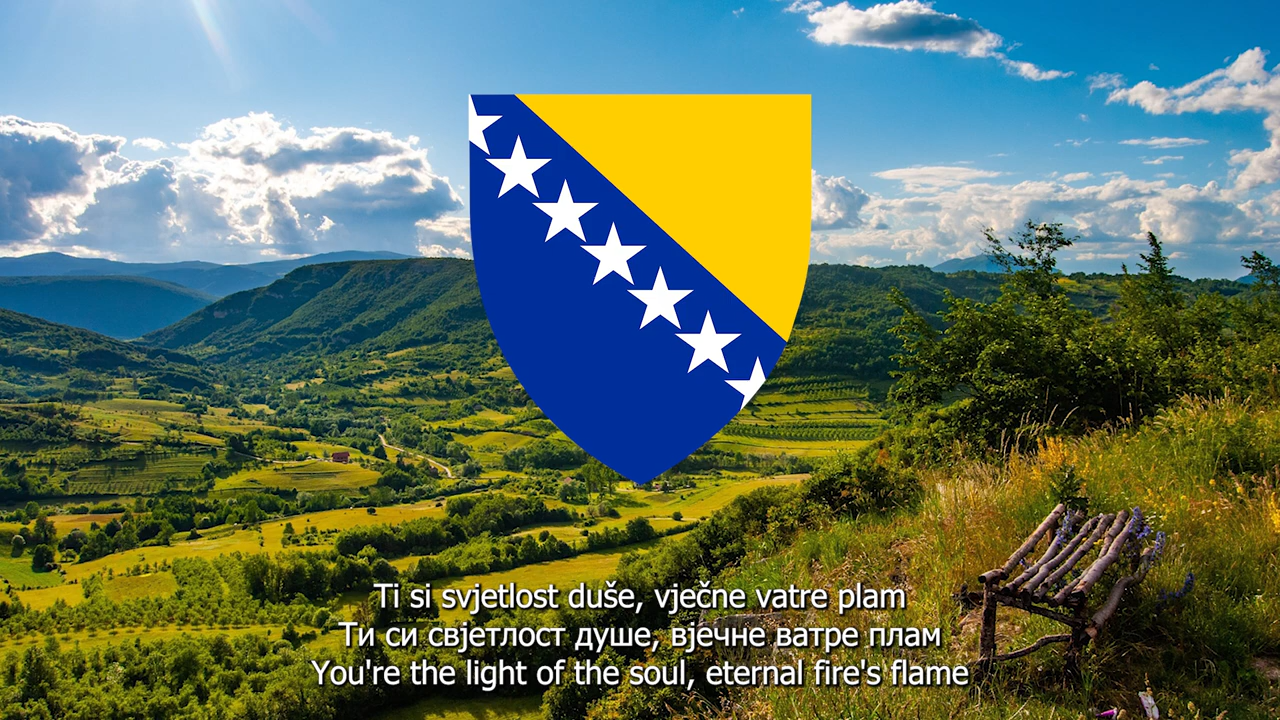 Ti si svjetlost duše, vječne vatre plam
Ти си свјетлост душе, вјечне ватре плам
You're the light of the soul, eternal fire's flame